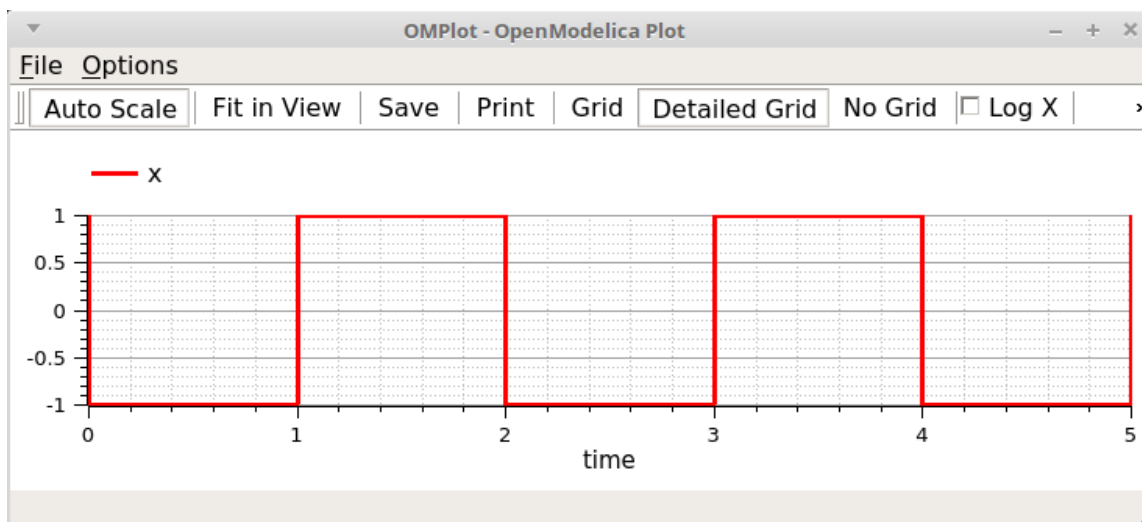 OMPlot - OpenModelica Plot
File Options
Auto Scale Fit in View Save Print Grid Detailed Grid No Grid Log X
x
1
0.5
0
-0.5
-1
0 1 2 3 4 5
time